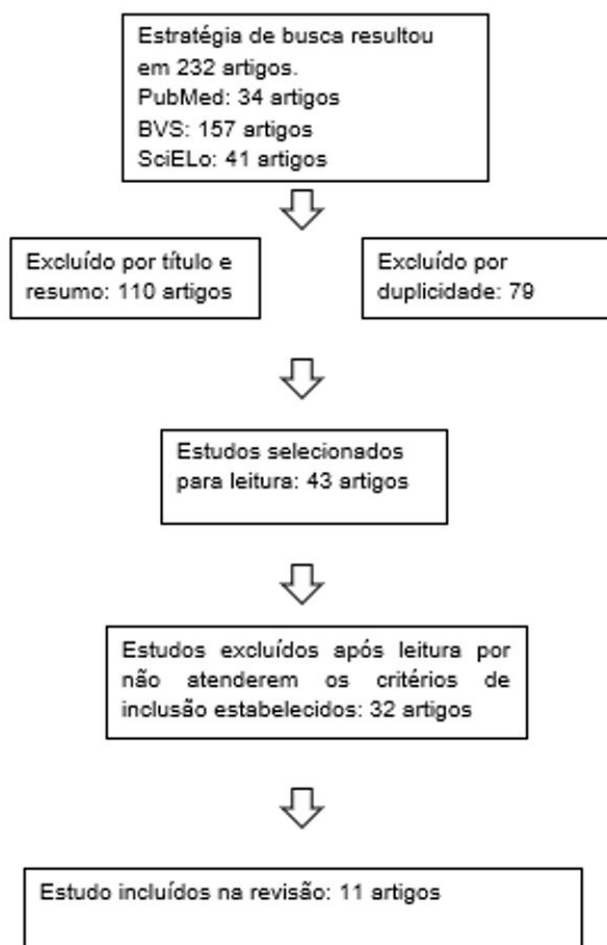 Estratégia de busca resultou
em 232 artigos.
PubMed: 34 artigos
BVS: 157 artigos
SciELo: 41 artigos
Excluído por título e
resumo: 110 artigos
Excluído por
duplicidade: 79
Estudos selecionados
para leitura: 43 artigos
Estudos excluídos após leitura por
não atenderem os critérios de
inclusão estabelecidos: 32 artigos
Estudo incluídos na revisão: 11 artigos